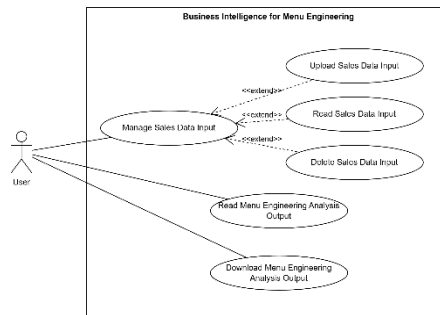 Business Intelligence for Menu Engineering
Upload Sales Data Input
<<extend>>
Manage Sales Data Input
<<extend>>
Read Sales Data Input
<<extend>>
Delete Sales Data Input
User
Read Menu Engineering Analysis
Output
Download Menu Engineering
Analysis Output